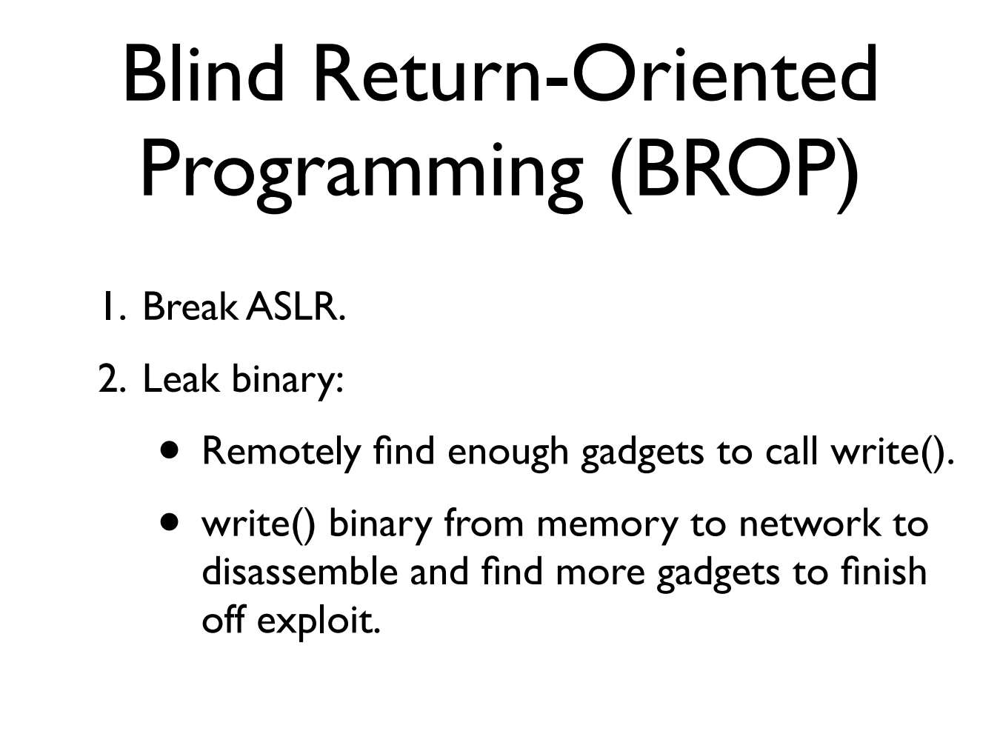 Blind Return-Oriented
Programming (BROP)
1. Break ASLR.
2. Leak binary:
• Remotely find enough gadgets to call write().
• write() binary from memory to network to
disassemble and find more gadgets to finish
off exploit.